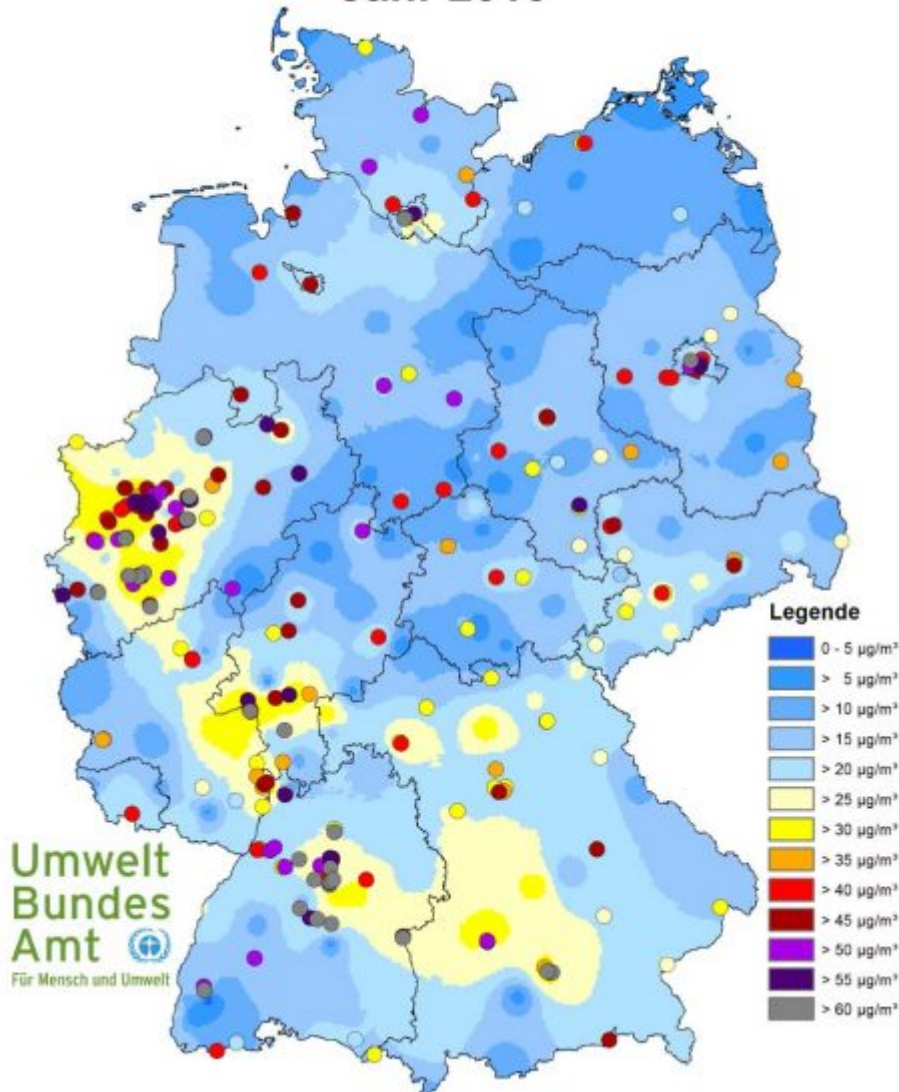 Legende
0 - 5 µg/m³
> 5 µg/m³
> 10 µg/m³
> 15 µg/m³
> 20 µg/m³
> 25 µg/m³
> 30 µg/m³
> 35 µg/m³
> 40 µg/m³
> 45 µg/m³
> 50 µg/m³
> 55 µg/m³
> 60 µg/m³
Umwelt
Bundes
Amt
Für Mensch und Umwelt